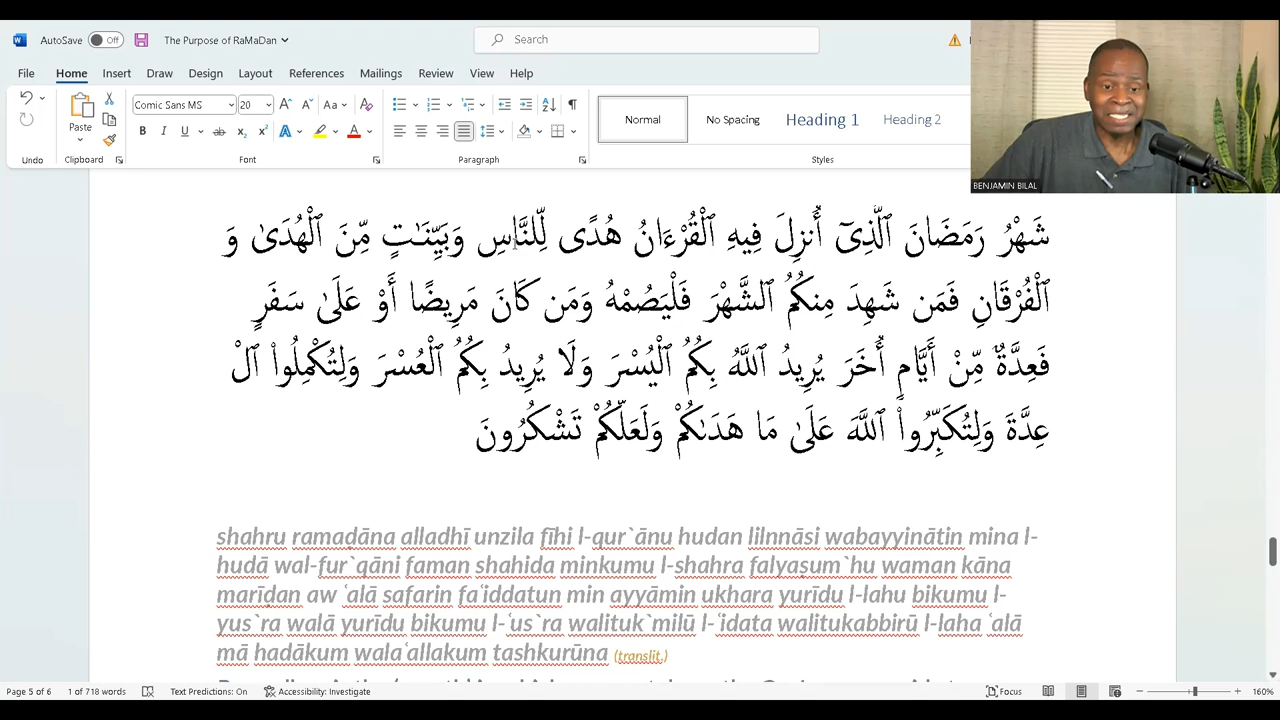 AutoSave Off The Purpose of RaMaDan Search
BENJAMIN BILAL
File Home Insert Draw Design Layout References Mailings Review View Help
Comic Sans MS 20
Paste
Normal No Spacing Heading 1 Heading 2
Undo Clipboard Font Paragraph Styles
شَهْرُ رَمَضَانَ ٱلَّذِىٓ أُنزِلَ فِيهِ ٱلْقُرْءَانُ هُدًى لِّلنَّاسِ وَبَيِّنَـٰتٍ مِّنَ ٱلْهُدَىٰ وَ
ٱلْفُرْقَانِ فَمَن شَهِدَ مِنكُمُ ٱلشَّهْرَ فَلْيَصُمْهُ وَمَن كَانَ مَرِيضًا أَوْ عَلَىٰ سَفَرٍ
فَعِدَّةٌ مِّنْ أَيَّامٍ أُخَرَ يُرِيدُ ٱللَّهُ بِكُمُ ٱلْيُسْرَ وَلَا يُرِيدُ بِكُمُ ٱلْعُسْرَ وَلِتُكْمِلُوا۟ ٱلْ
عِدَّةَ وَلِتُكَبِّرُوا۟ ٱللَّهَ عَلَىٰ مَا هَدَىٰكُمْ وَلَعَلَّكُمْ تَشْكُرُونَ
shahru ramaḍāna alladhī unzila fīhi l-qur`ānu hudan lilnnāsi wabayyinātin mina l-
hudā wal-fur`qāni faman shahida minkumu l-shahra falyaṣum`hu waman kāna
marīḍan aw ʿalā safarin faʿiddatun min ayyāmin ukhara yurīdu l-lahu bikumu l-
yus`ra walā yurīdu bikumu l-ʿus`ra walituk`milū l-ʿidata walitukabbirū l-laha ʿalā
mā hadākum walaʿallakum tashkurūna (translit.)
Page 5 of 6 1 of 718 words Text Predictions: On Accessibility: Investigate Focus 160%